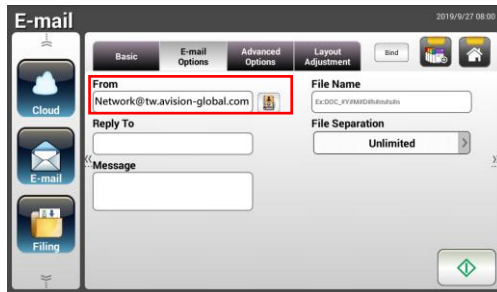 E-mail
2019/9/27 08:00
Basic
E-mail Options
Advanced Options
Layout Adjustment
Bind
Cloud
E-mail
Filing
From
Network@tw.avision-global.com
Reply To
Message
File Name
File Separation
Unlimited